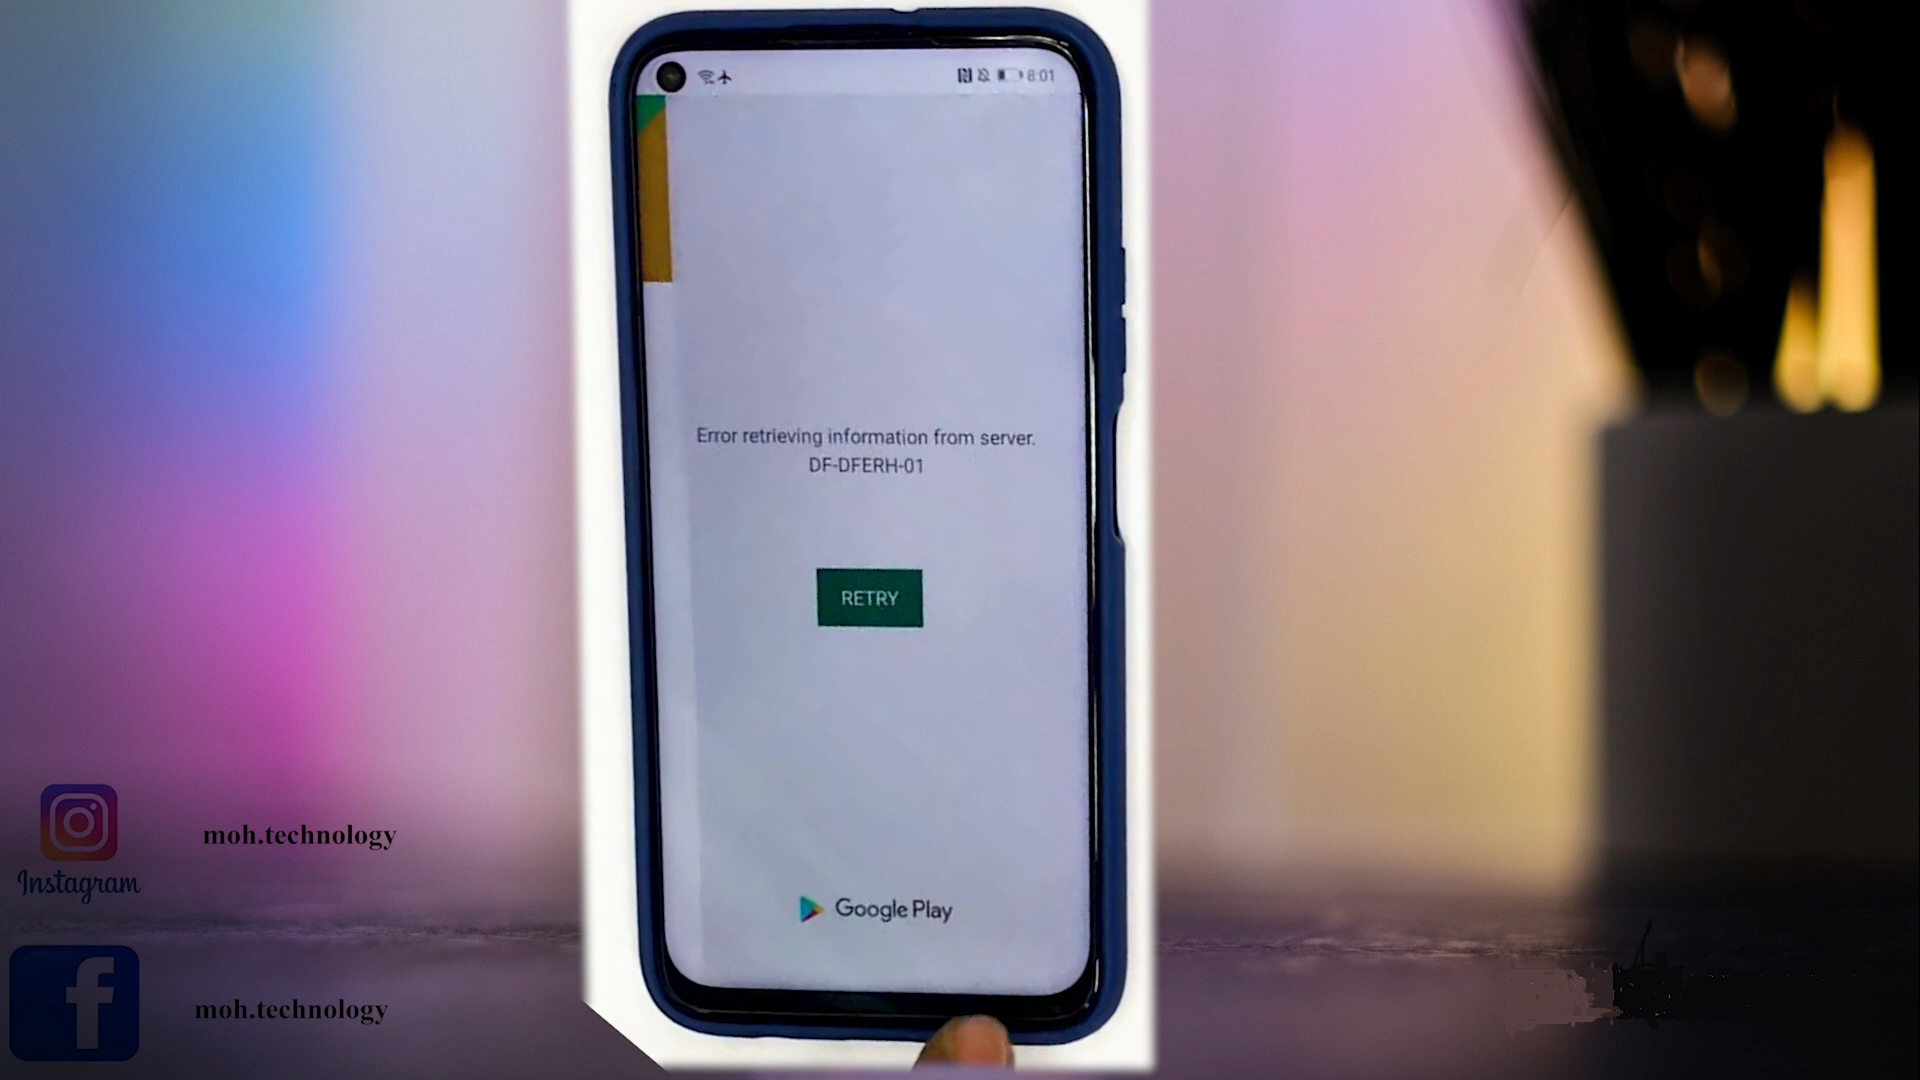 8:01
Error retrieving information from server.
DF-DFERH-01
RETRY
Google Play
Instagram
moh.technology
moh.technology